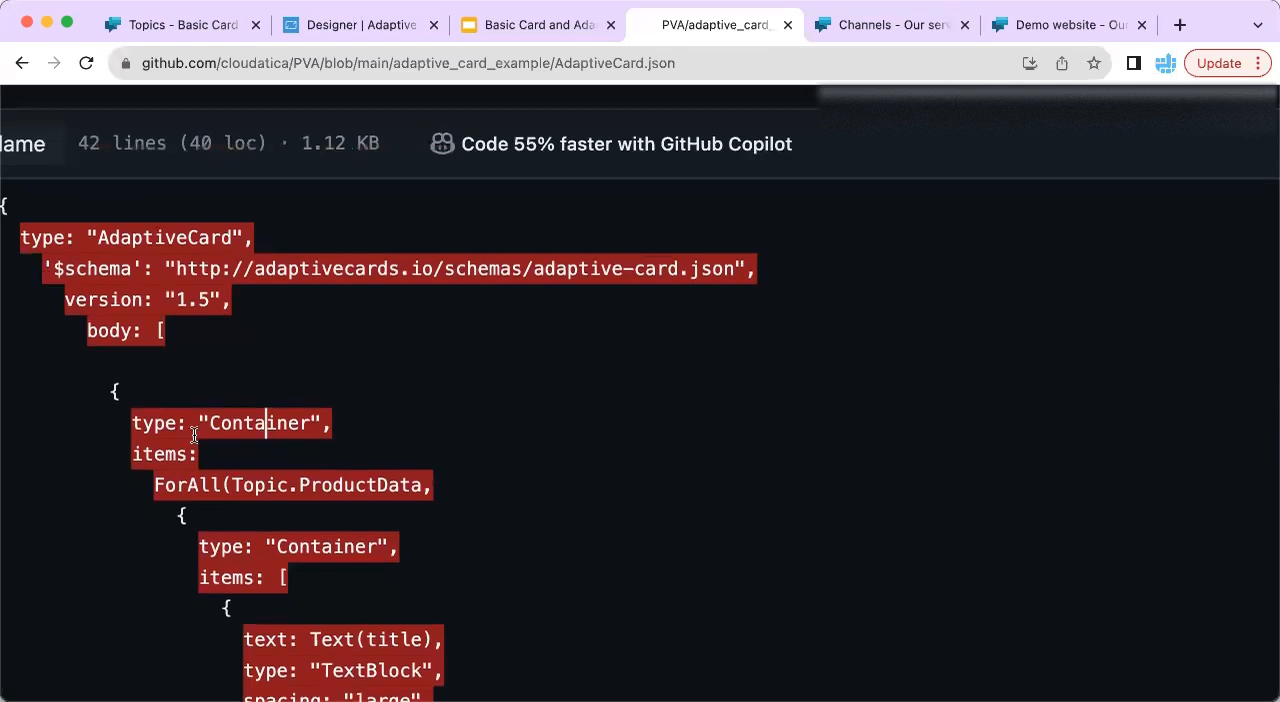 Topics - Basic Card
Designer | Adaptive
Basic Card and Ada
PVA/adaptive_card_
Channels - Our serv
Demo website - Our
github.com/cloudatica/PVA/blob/main/adaptive_card_example/AdaptiveCard.json
Update
lame
42 lines (40 loc) · 1.12 KB
Code 55% faster with GitHub Copilot
{
type: "AdaptiveCard",
'$schema': "http://adaptivecards.io/schemas/adaptive-card.json",
version: "1.5",
body: [
{
type: "Container",
items:
ForAll(Topic.ProductData,
{
type: "Container",
items: [
{
text: Text(title),
type: "TextBlock",
spacing: "large",